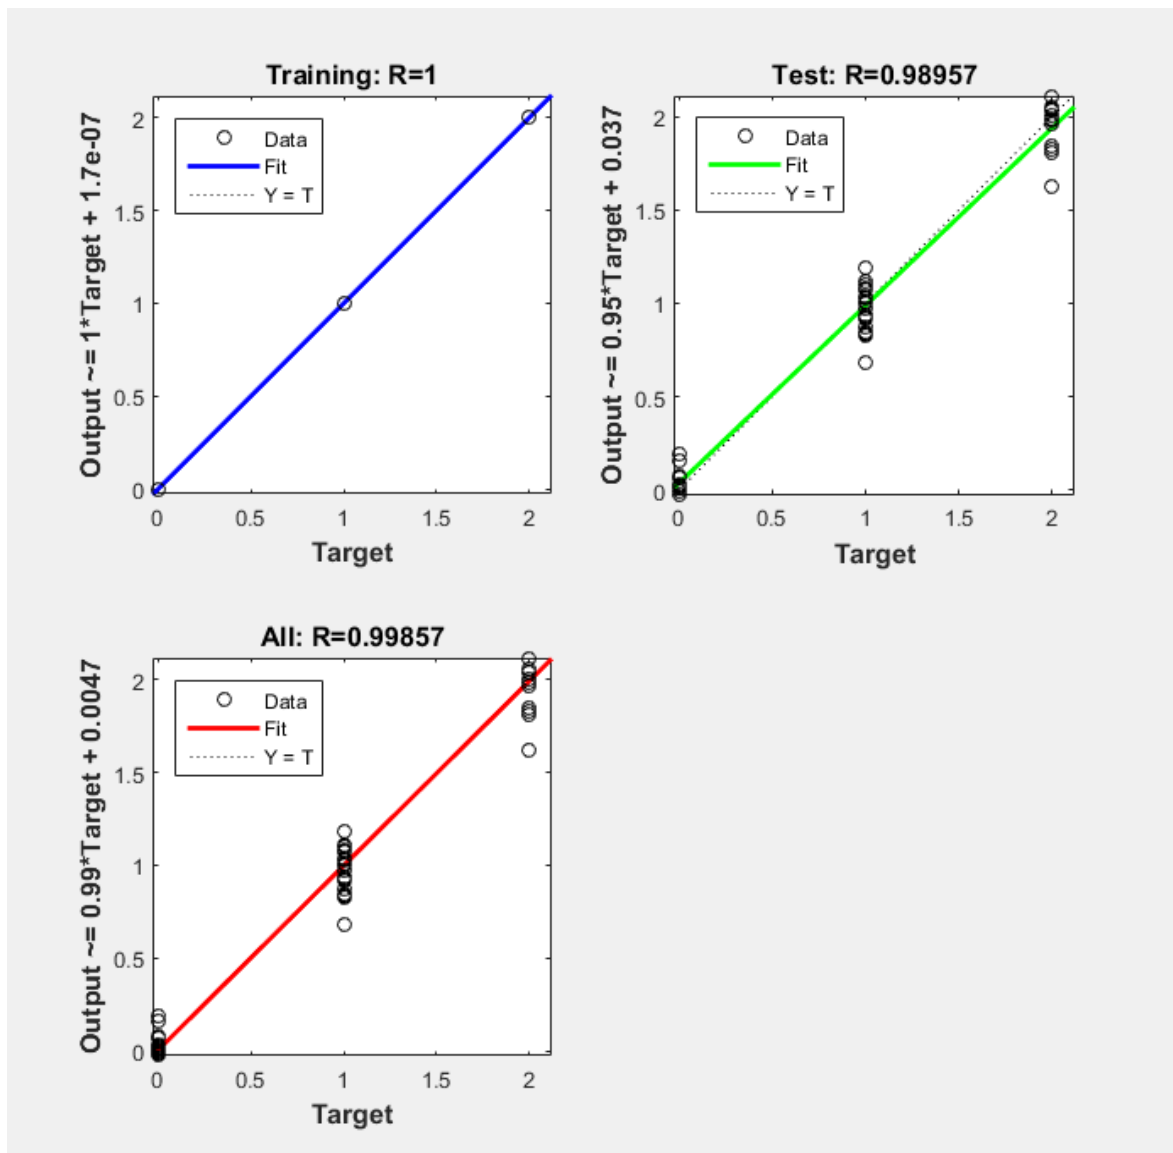 Training: R=1
Output ~= 1*Target + 1.7e-07
Data
Fit
Y = T
2
1.5
1
0.5
0
0 0.5 1 1.5 2
Target
Test: R=0.98957
Output ~= 0.95*Target + 0.037
Data
Fit
Y = T
2
1.5
1
0.5
0
0 0.5 1 1.5 2
Target
All: R=0.99857
Output ~= 0.99*Target + 0.0047
Data
Fit
Y = T
2
1.5
1
0.5
0
0 0.5 1 1.5 2
Target